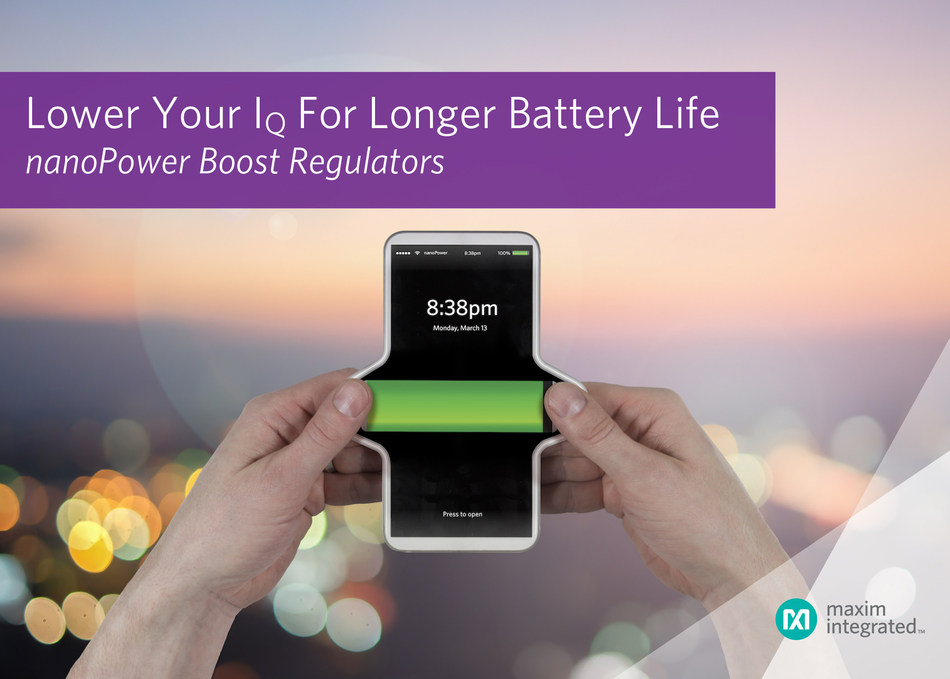 Lower Your IQ For Longer Battery Life
nanoPower Boost Regulators
nanoPower 8:38pm 100%
8:38pm
Monday, March 13
Press to open
maxim
integrated™